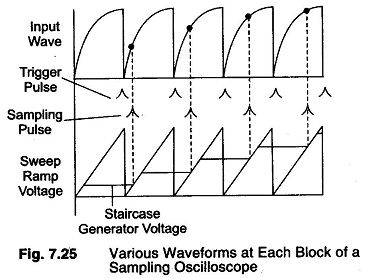 Input
Wave
Trigger
Pulse
Sampling
Pulse
Sweep
Ramp
Voltage
Staircase
Generator Voltage
Fig. 7.25 Various Waveforms at Each Block of a
Sampling Oscilloscope